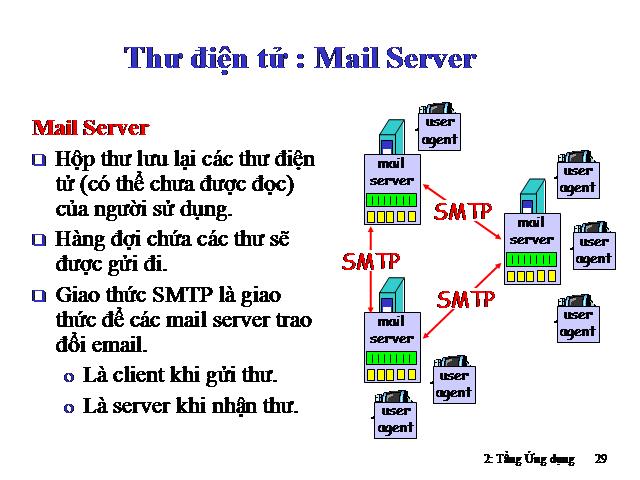 Thư điện tử : Mail Server
Mail Server
Hộp thư lưu lại các thư điện
tử (có thể chưa được đọc)
của người sử dụng.
Hàng đợi chứa các thư sẽ
được gửi đi.
Giao thức SMTP là giao
thức để các mail server trao
đổi email.
o Là client khi gửi thư.
o Là server khi nhận thư.
user
agent
mail
server
user
agent
SMTP
mail
server
user
agent
SMTP
SMTP
user
agent
mail
server
user
agent
user
agent
2: Tầng Ứng dụng 29